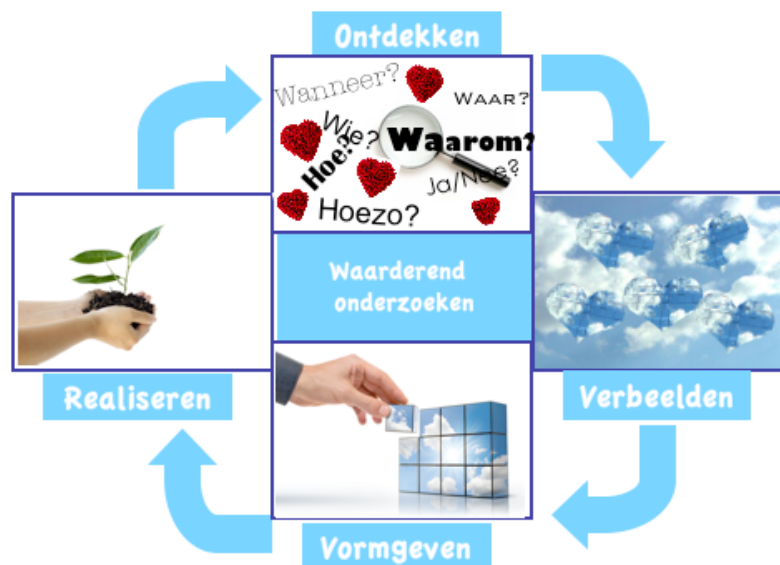 Ontdekken
Wanneer?
WAAR?
Wie?
Waarom?
Hoe?
Ja/Nee?
Hoezo?
Waarderend
onderzoeken
Realiseren
Verbeelden
Vormgeven